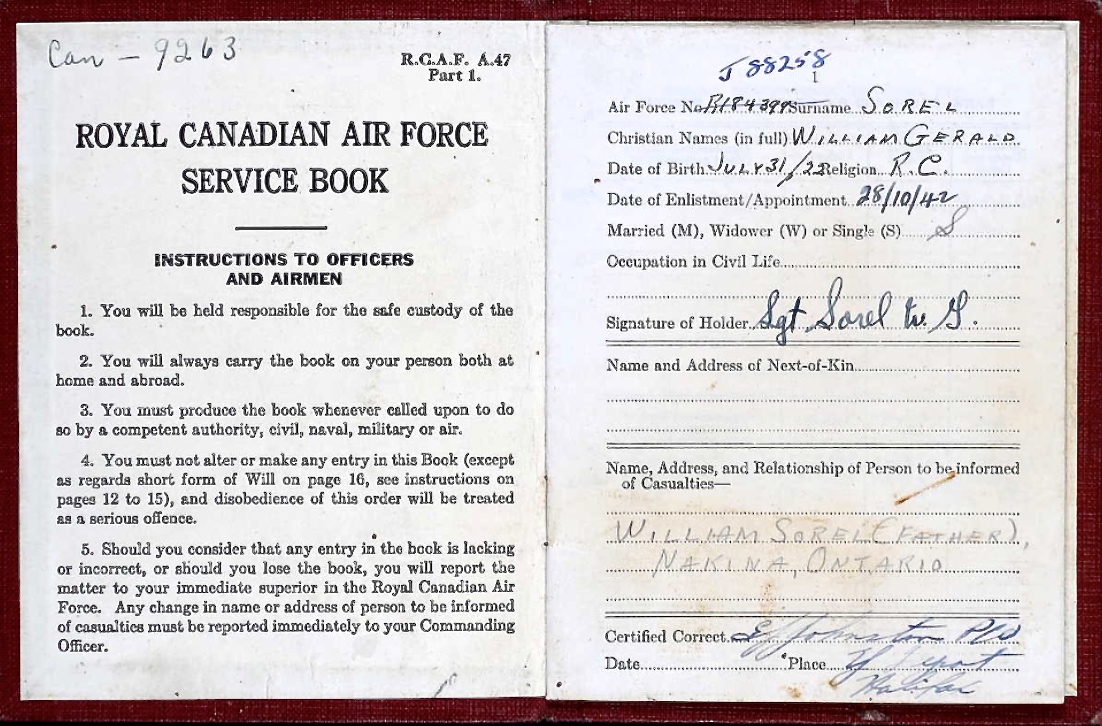 Can - 9263
R.C.A.F. A.47
Part 1.
ROYAL CANADIAN AIR FORCE
SERVICE BOOK
INSTRUCTIONS TO OFFICERS
AND AIRMEN
1. You will be held responsible for the safe custody of the
book.
2. You will always carry the book on your person both at
home and abroad.
3. You must produce the book whenever called upon to do
so by a competent authority, civil, naval, military or air.
4. You must not alter or make any entry in this Book (except
as regards short form of Will on page 16, see instructions on
pages 12 to 15), and disobedience of this order will be treated
as a serious offence.
5. Should you consider that any entry in the book is lacking
or incorrect, or should you lose the book, you will report the
matter to your immediate superior in the Royal Canadian Air
Force. Any change in name or address of person to be informed
of casualties must be reported immediately to your Commanding
Officer.
J 88258
1
Air Force No. R184399 Surname SOREL
Christian Names (in full) WILLIAM GERALD
Date of Birth JULY 31/22 Religion R.C.
Date of Enlistment/Appointment 28/10/42
Married (M), Widower (W) or Single (S) S
Occupation in Civil Life
Signature of Holder Sgt Sorel W. G.
Name and Address of Next-of-Kin
Name, Address, and Relationship of Person to be informed
of Casualties—
WILLIAM SOREL (FATHER),
NAKINA, ONTARIO
Certified Correct Johnston P/O
Date Place Y Depot
Halifax